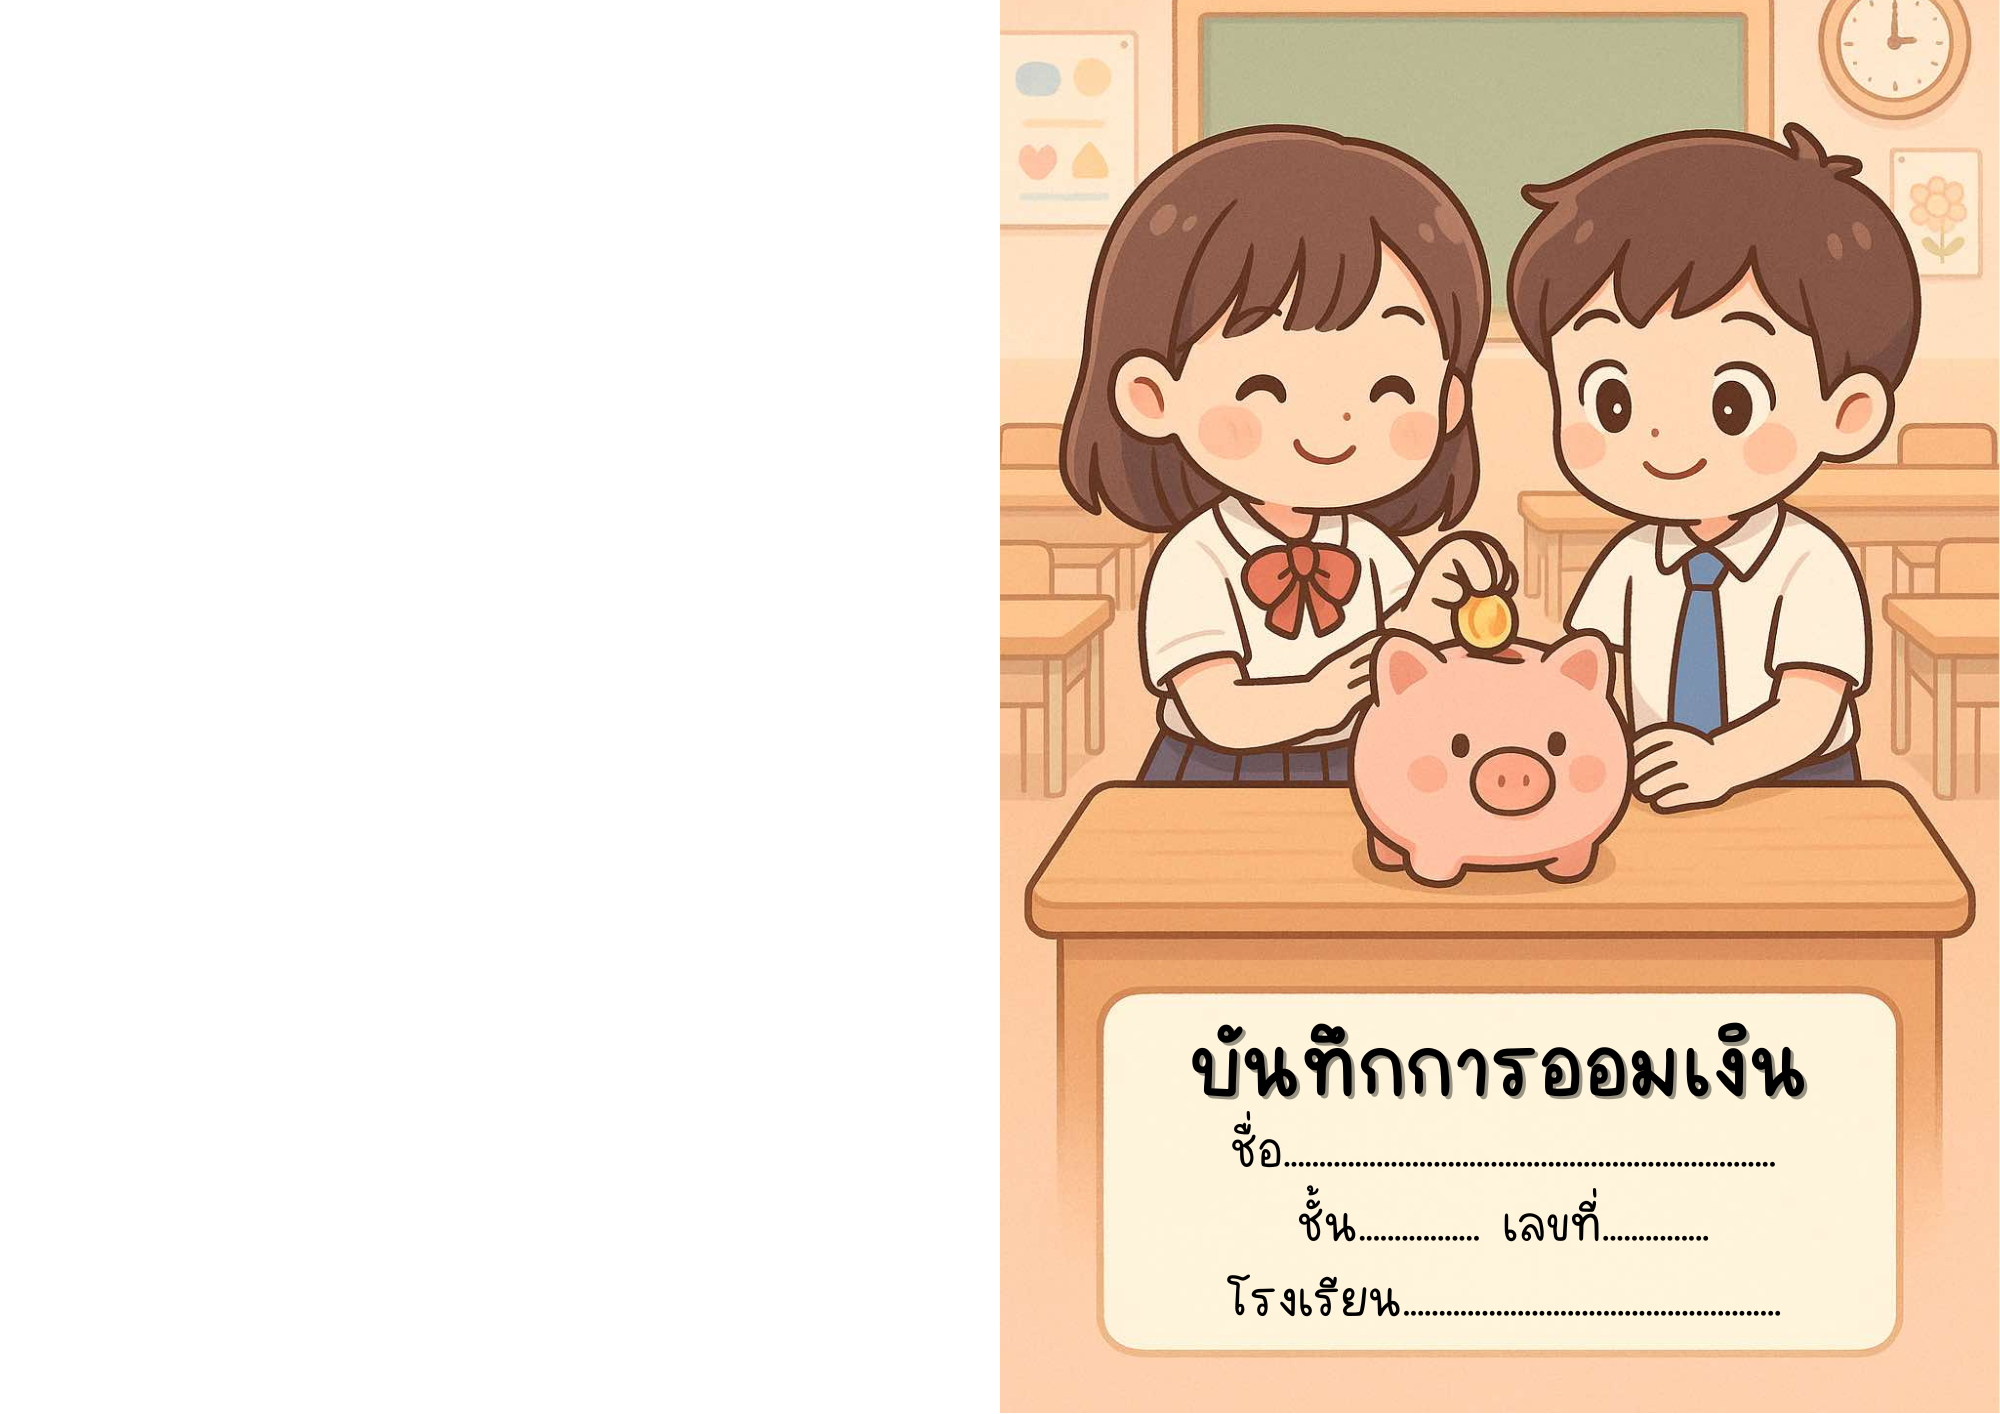 บันทึกการออมเงิน
ชื่อ....................................................................
ชั้น................. เลขที่...............
โรงเรียน.....................................................